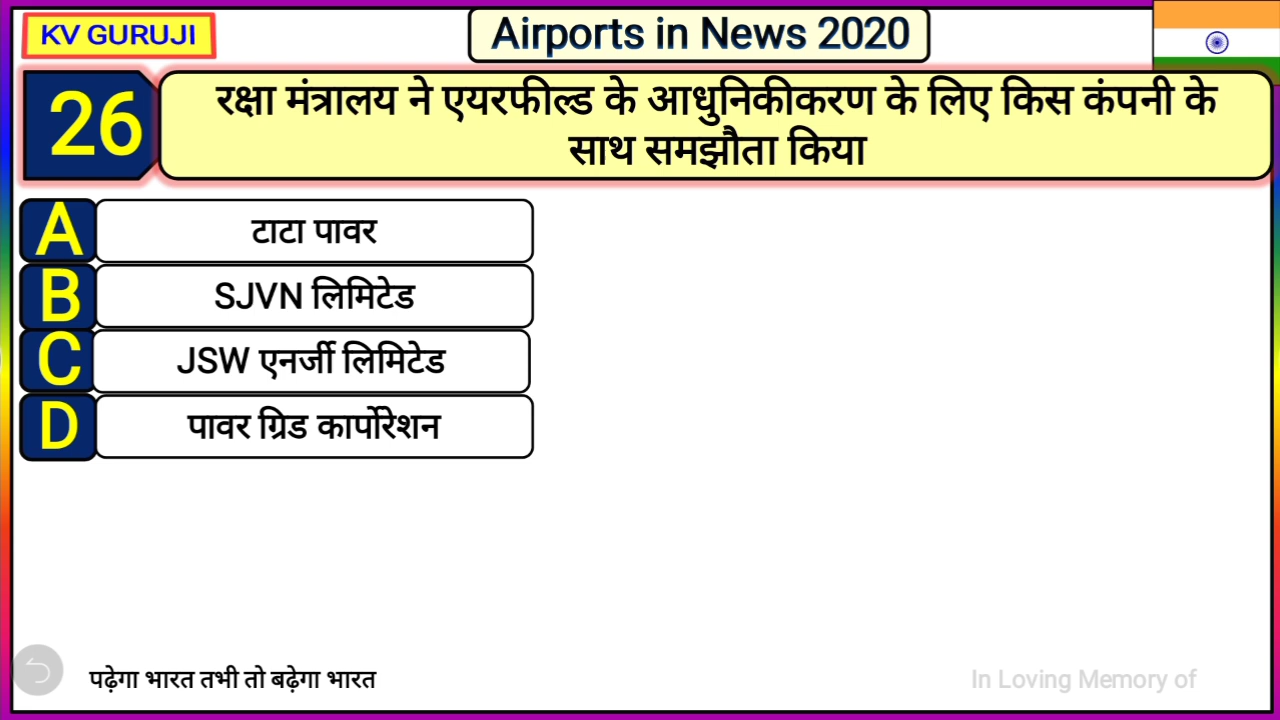 KV GURUJI
Airports in News 2020
26
रक्षा मंत्रालय ने एयरफील्ड के आधुनिकीकरण के लिए किस कंपनी के
साथ समझौता किया
A टाटा पावर
B SJVN लिमिटेड
C JSW एनर्जी लिमिटेड
D पावर ग्रिड कार्पोरेशन
पढ़ेगा भारत तभी तो बढ़ेगा भारत
In Loving Memory of